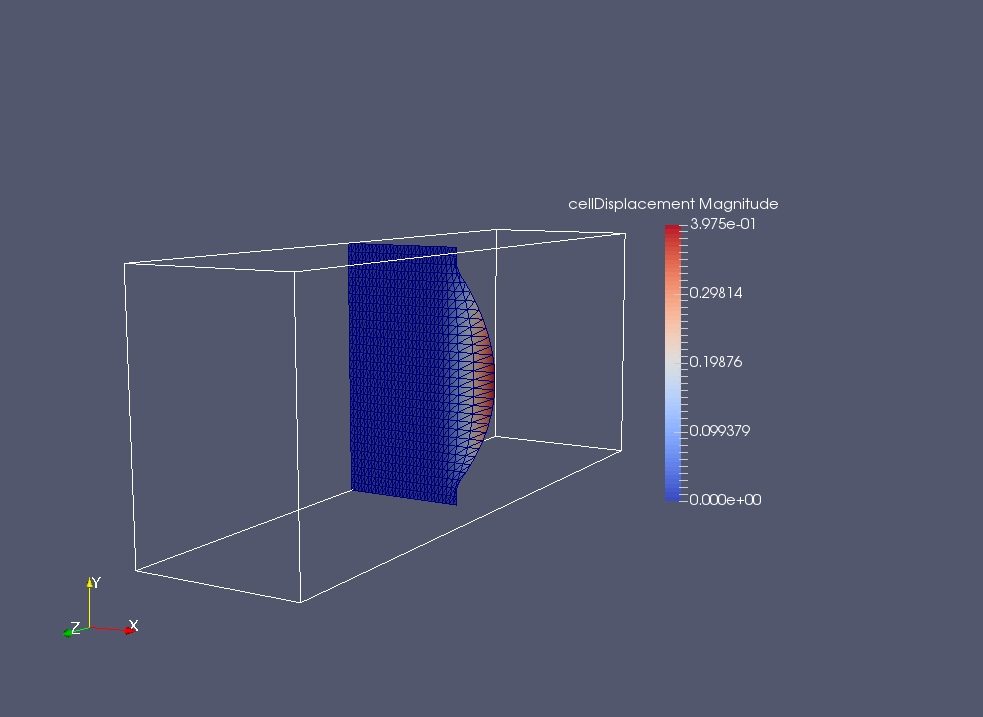 cellDisplacement Magnitude
3.975e-01
0.29814
0.19876
0.099379
0.000e+00
Y
Z
X